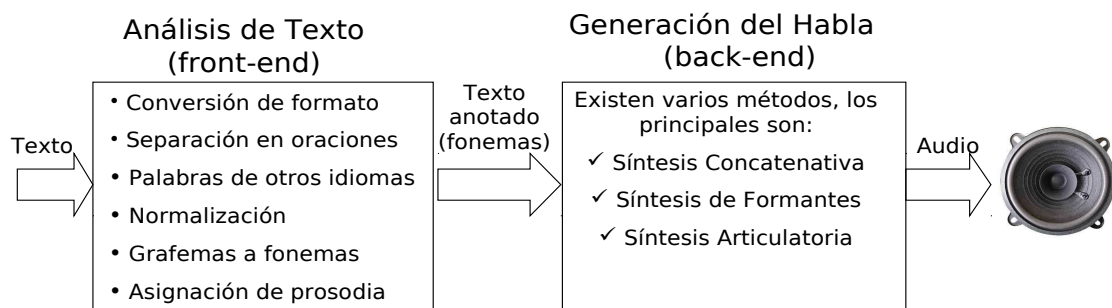 Análisis de Texto
(front-end)
Generación del Habla
(back-end)
Texto
• Conversión de formato
• Separación en oraciones
• Palabras de otros idiomas
• Normalización
• Grafemas a fonemas
• Asignación de prosodia
Texto
anotado
(fonemas)
Existen varios métodos, los
principales son:
✓ Síntesis Concatenativa
✓ Síntesis de Formantes
✓ Síntesis Articulatoria
Audio